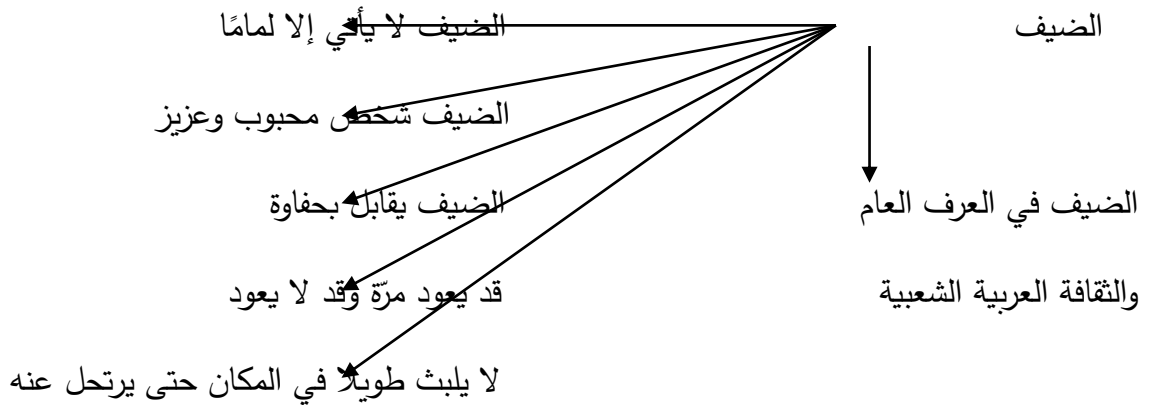 الضيف
الضيف لا يأتي إلا لمامًا
الضيف شخص محبوب وعزيز
الضيف في العرف العام
الضيف يقابل بحفاوة
والثقافة العربية الشعبية
قد يعود مرّة وقد لا يعود
لا يلبث طويلًا في المكان حتى يرتحل عنه